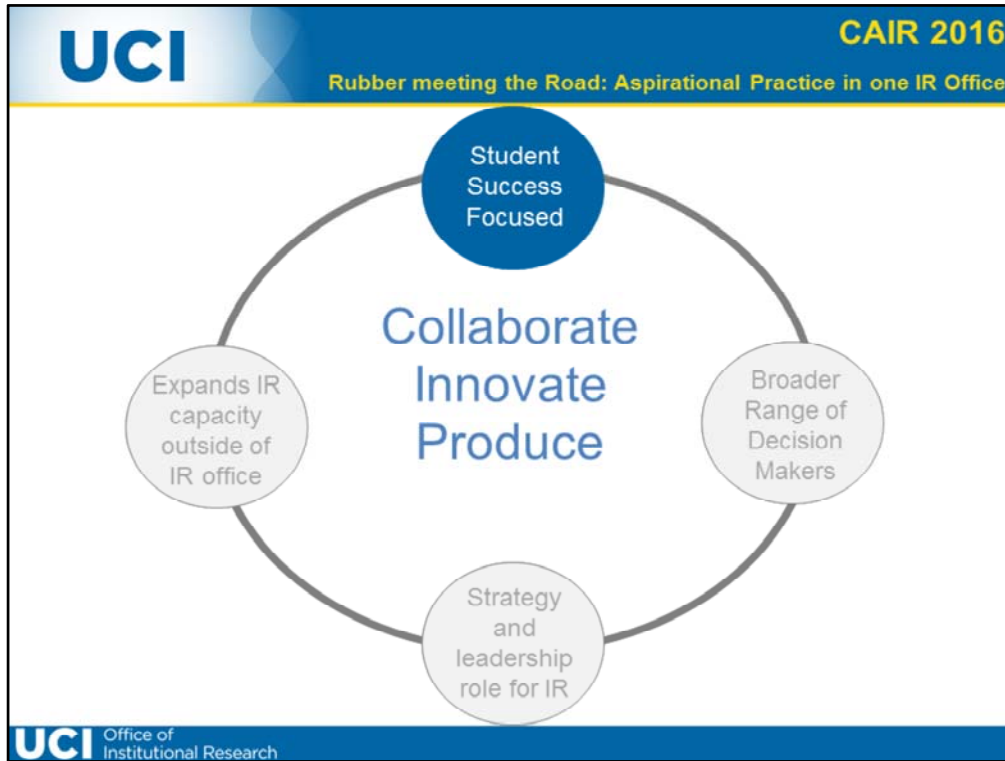 UCI
CAIR 2016
Rubber meeting the Road: Aspirational Practice in one IR Office
Student
Success
Focused
Collaborate
Innovate
Produce
Expands IR
capacity
outside of
IR office
Broader
Range of
Decision
Makers
Strategy
and
leadership
role for IR
UCI
Office of
Institutional Research